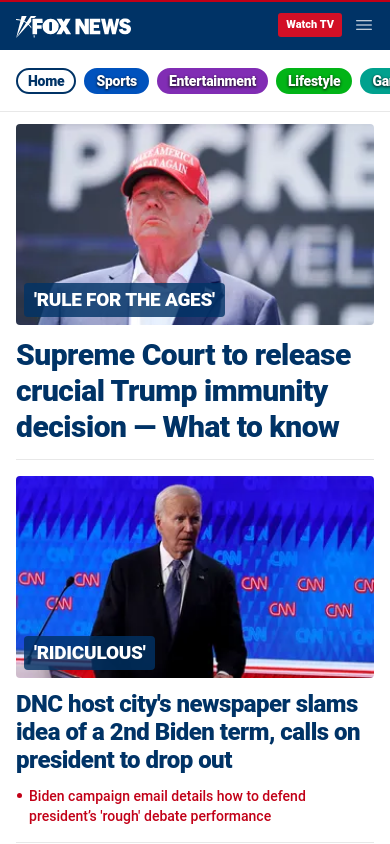 FOX NEWS
Watch TV
Home
Sports
Entertainment
Lifestyle
Ga
PICKE
MAKE AMERICA
GREAT AGAIN
WEL
'RULE FOR THE AGES'
Supreme Court to release
crucial Trump immunity
decision — What to know
CNN
CNN
CNN
CNN
CNN
CNN
CNN
CNN
'RIDICULOUS'
DNC host city's newspaper slams
idea of a 2nd Biden term, calls on
president to drop out
• Biden campaign email details how to defend
president’s 'rough' debate performance